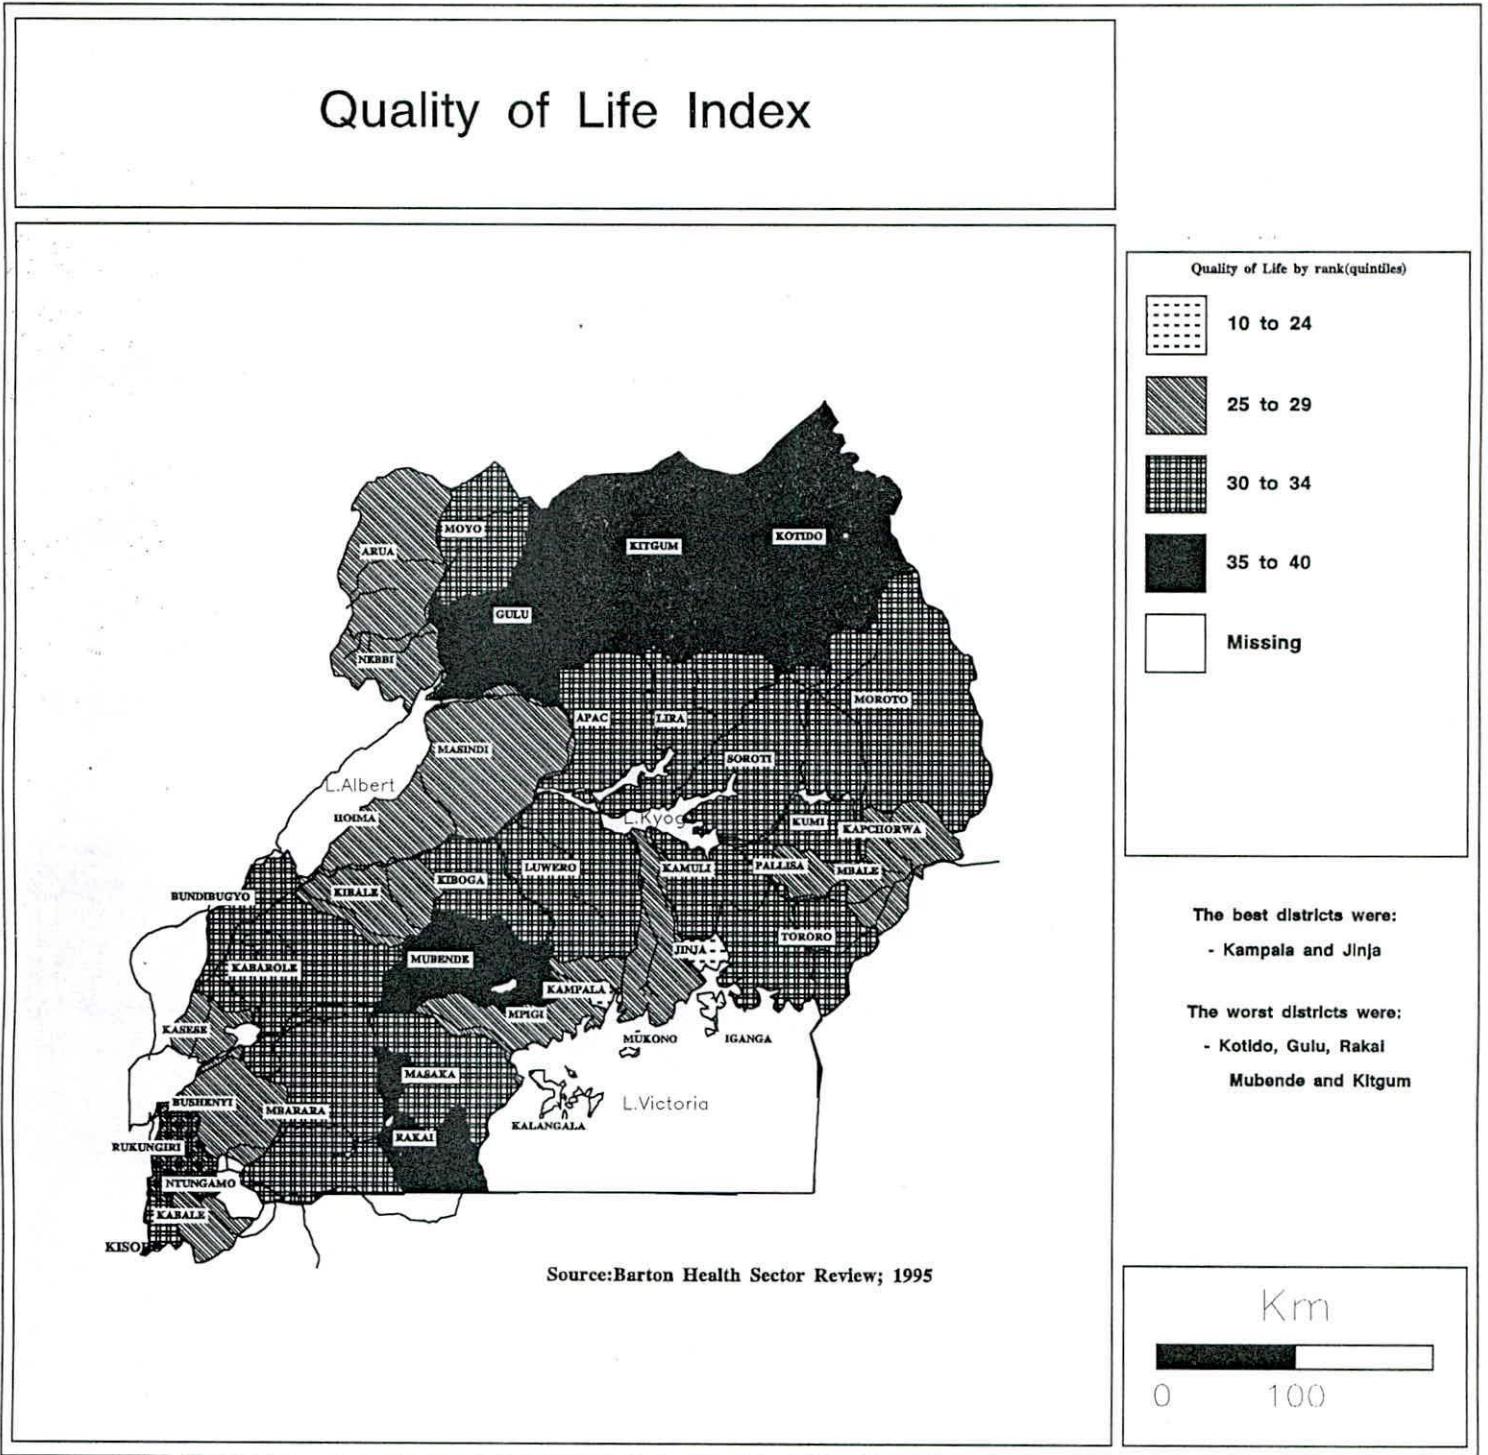 Quality of Life Index
Quality of Life by rank(quintiles)
10 to 24
25 to 29
30 to 34
35 to 40
Missing
The best districts were:
- Kampala and Jinja
The worst districts were:
- Kotido, Gulu, Rakai
Mubende and Kitgum
MOYO
ARUA
KITGUM
KOTIDO
GULU
NEBBI
MOROTO
APAC
LIRA
MASINDI
SOROTI
L.Albert
HOIMA
L.Kyog
KUMI
KAPCHORWA
LUWERO
KAMULI
PALLISA
MBALE
KIBOGA
KIBALE
BUNDIBUGYO
TORORO
JINJA
MUBENDE
KABAROLE
KAMPALA
MPIGI
KASESE
MUKONO
IGANGA
MASAKA
BUSHENYI
MBARARA
L.Victoria
KALANGALA
RAKAI
RUKUNGIRI
NTUNGAMO
KABALE
Source:Barton Health Sector Review; 1995
Km
0 100